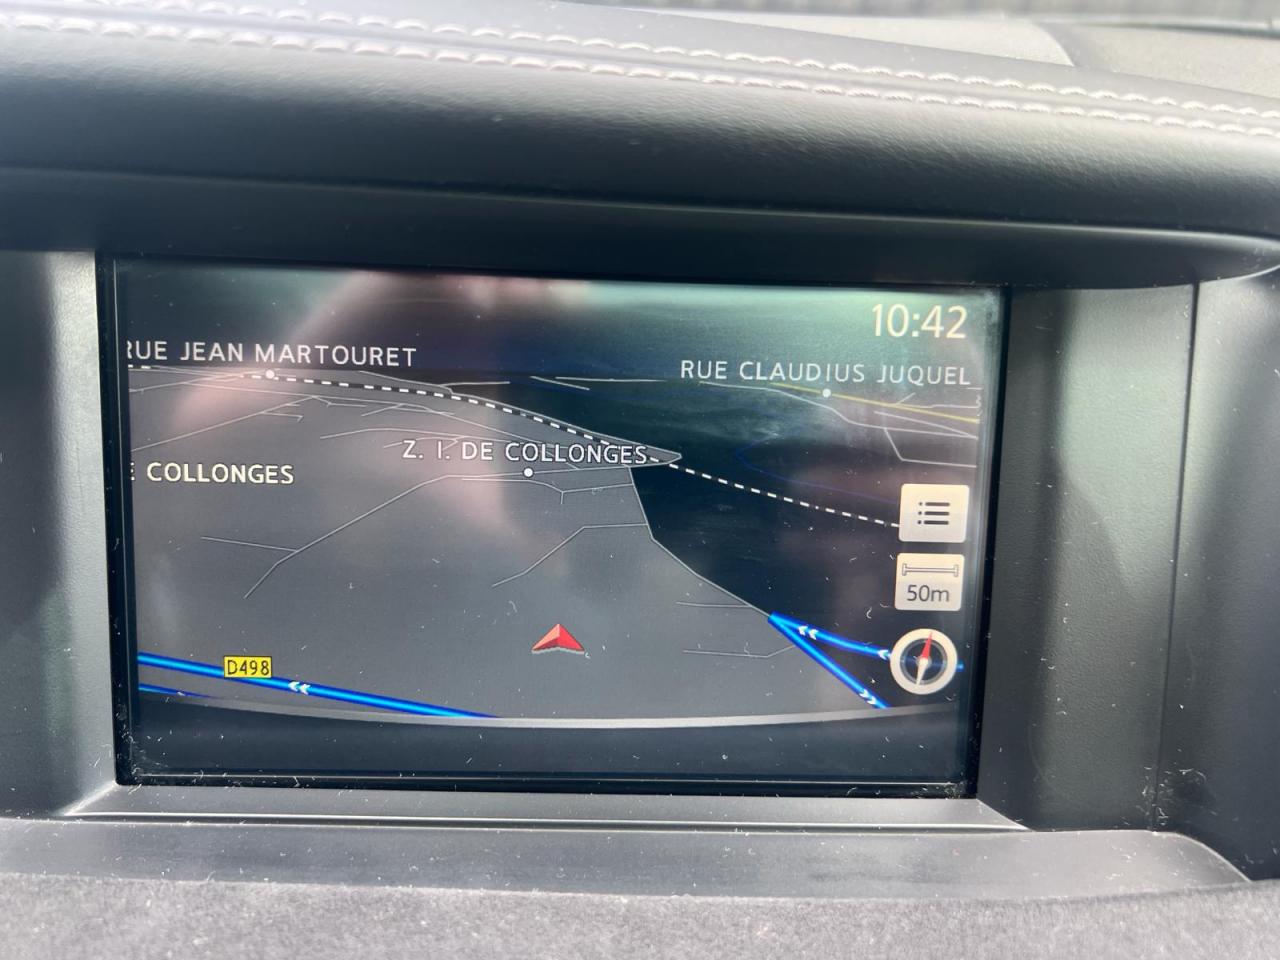 10:42
RUE JEAN MARTOURET
RUE CLAUDIUS JUQUEL
Z. I. DE COLLONGES
COLLONGES
50m
D498